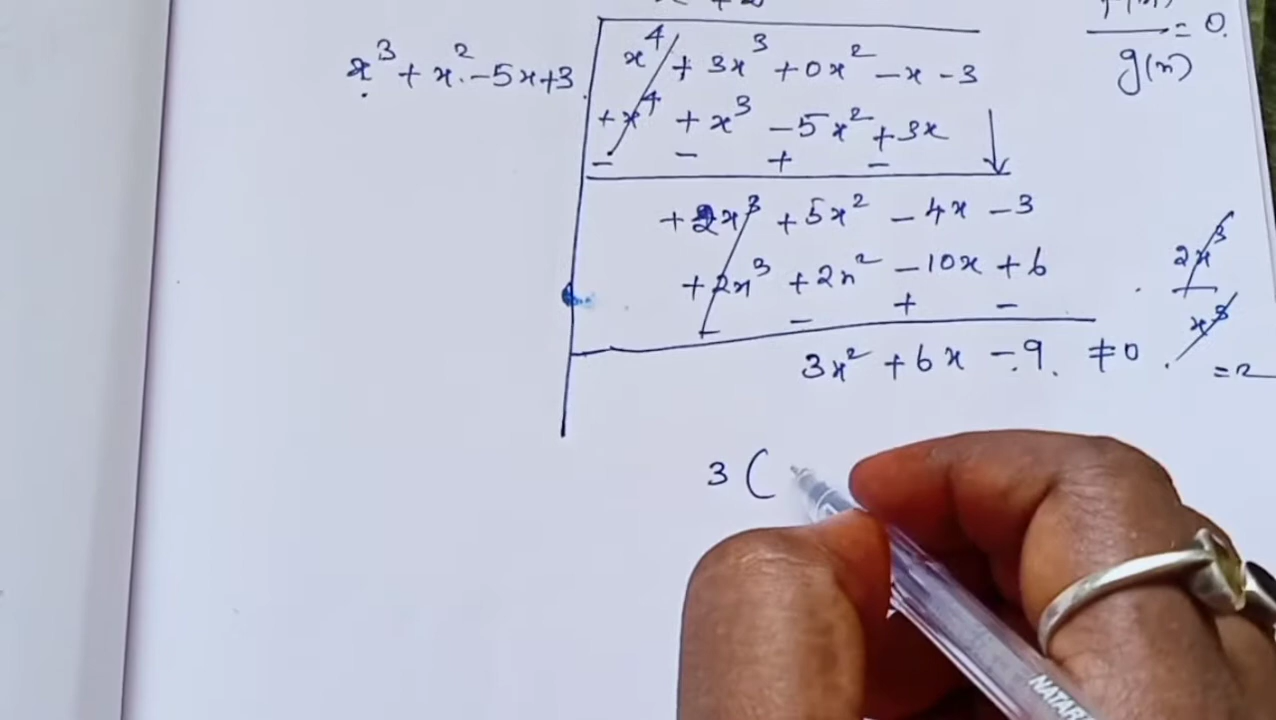 = 0.
g(x)
x³ + x² - 5x + 3
x⁴ + 3x³ + 0x² - x - 3
+ x⁴ + x³ - 5x² + 3x
- - + -
+ 2x³ + 5x² - 4x - 3
+ 2x³ + 2x² - 10x + 6
- - + -
2x³
x³
= 2
3x² + 6x - 9. ≠ 0
3 (
NATAR